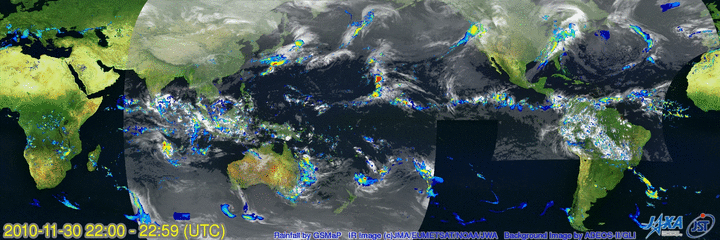 2010-11-30 22:00 - 22:59 (UTC)
Rainfall by GSMaP IR Image (c)JMA/EUMETSAT/NOAA/JWA Background Image by ADEOS-II/GLI
JAXA JST